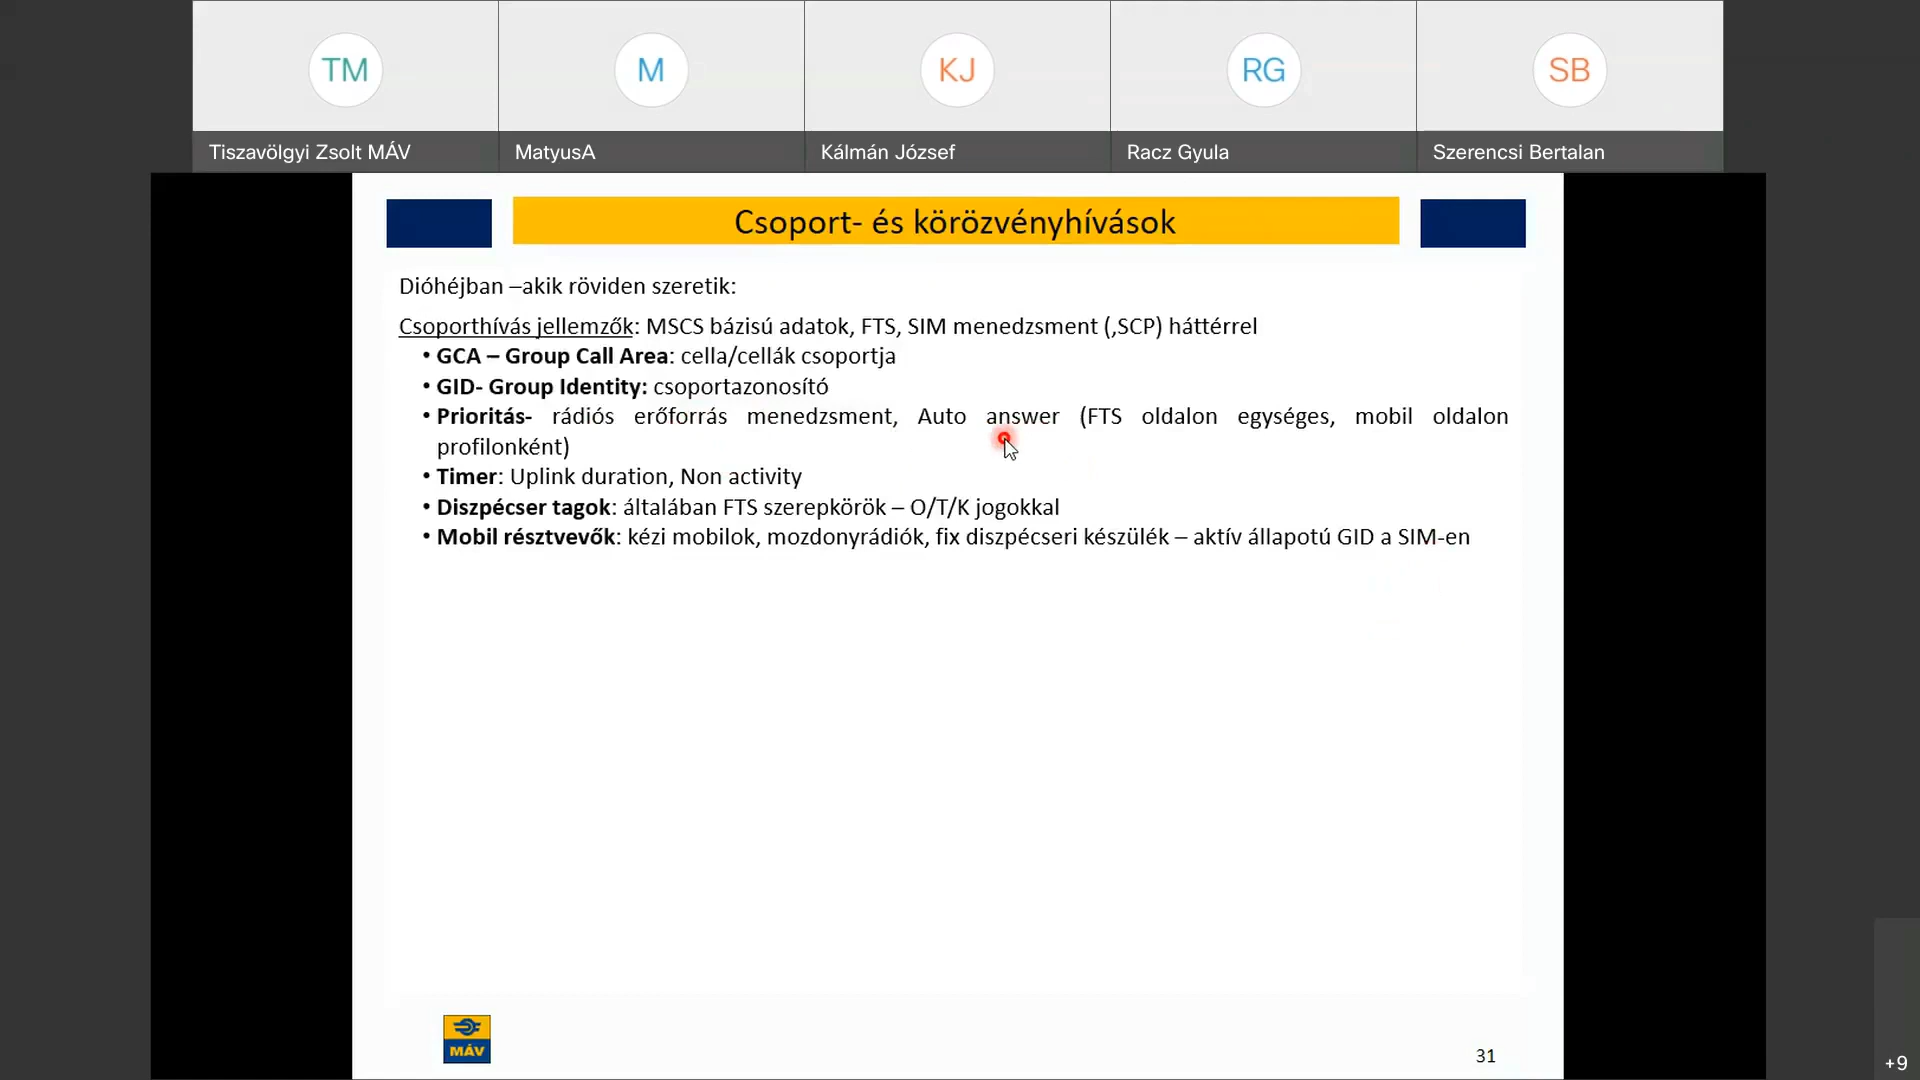 TM
M
KJ
RG
SB
Tiszavölgyi Zsolt MÁV
MatyusA
Kálmán József
Racz Gyula
Szerencsi Bertalan
Csoport- és körözvényhívások
Dióhéjban –akik röviden szeretik:
Csoporthívás jellemzők: MSCS bázisú adatok, FTS, SIM menedzsment (,SCP) háttérrel
• GCA – Group Call Area: cella/cellák csoportja
• GID- Group Identity: csoportazonosító
• Prioritás- rádiós erőforrás menedzsment, Auto answer (FTS oldalon egységes, mobil oldalon
profilonként)
• Timer: Uplink duration, Non activity
• Diszpécser tagok: általában FTS szerepkörök – O/T/K jogokkal
• Mobil résztvevők: kézi mobilok, mozdonyrádiók, fix diszpécseri készülék – aktív állapotú GID a SIM-en
MÁV
31
+9